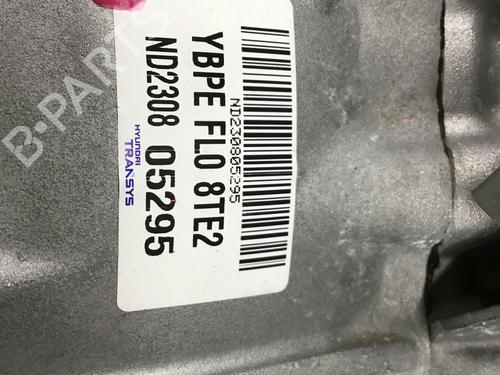 YBPE FL0 8TE2
ND230805295
ND2308 05295
HYUNDAI
TRANSYS
B-PARTS